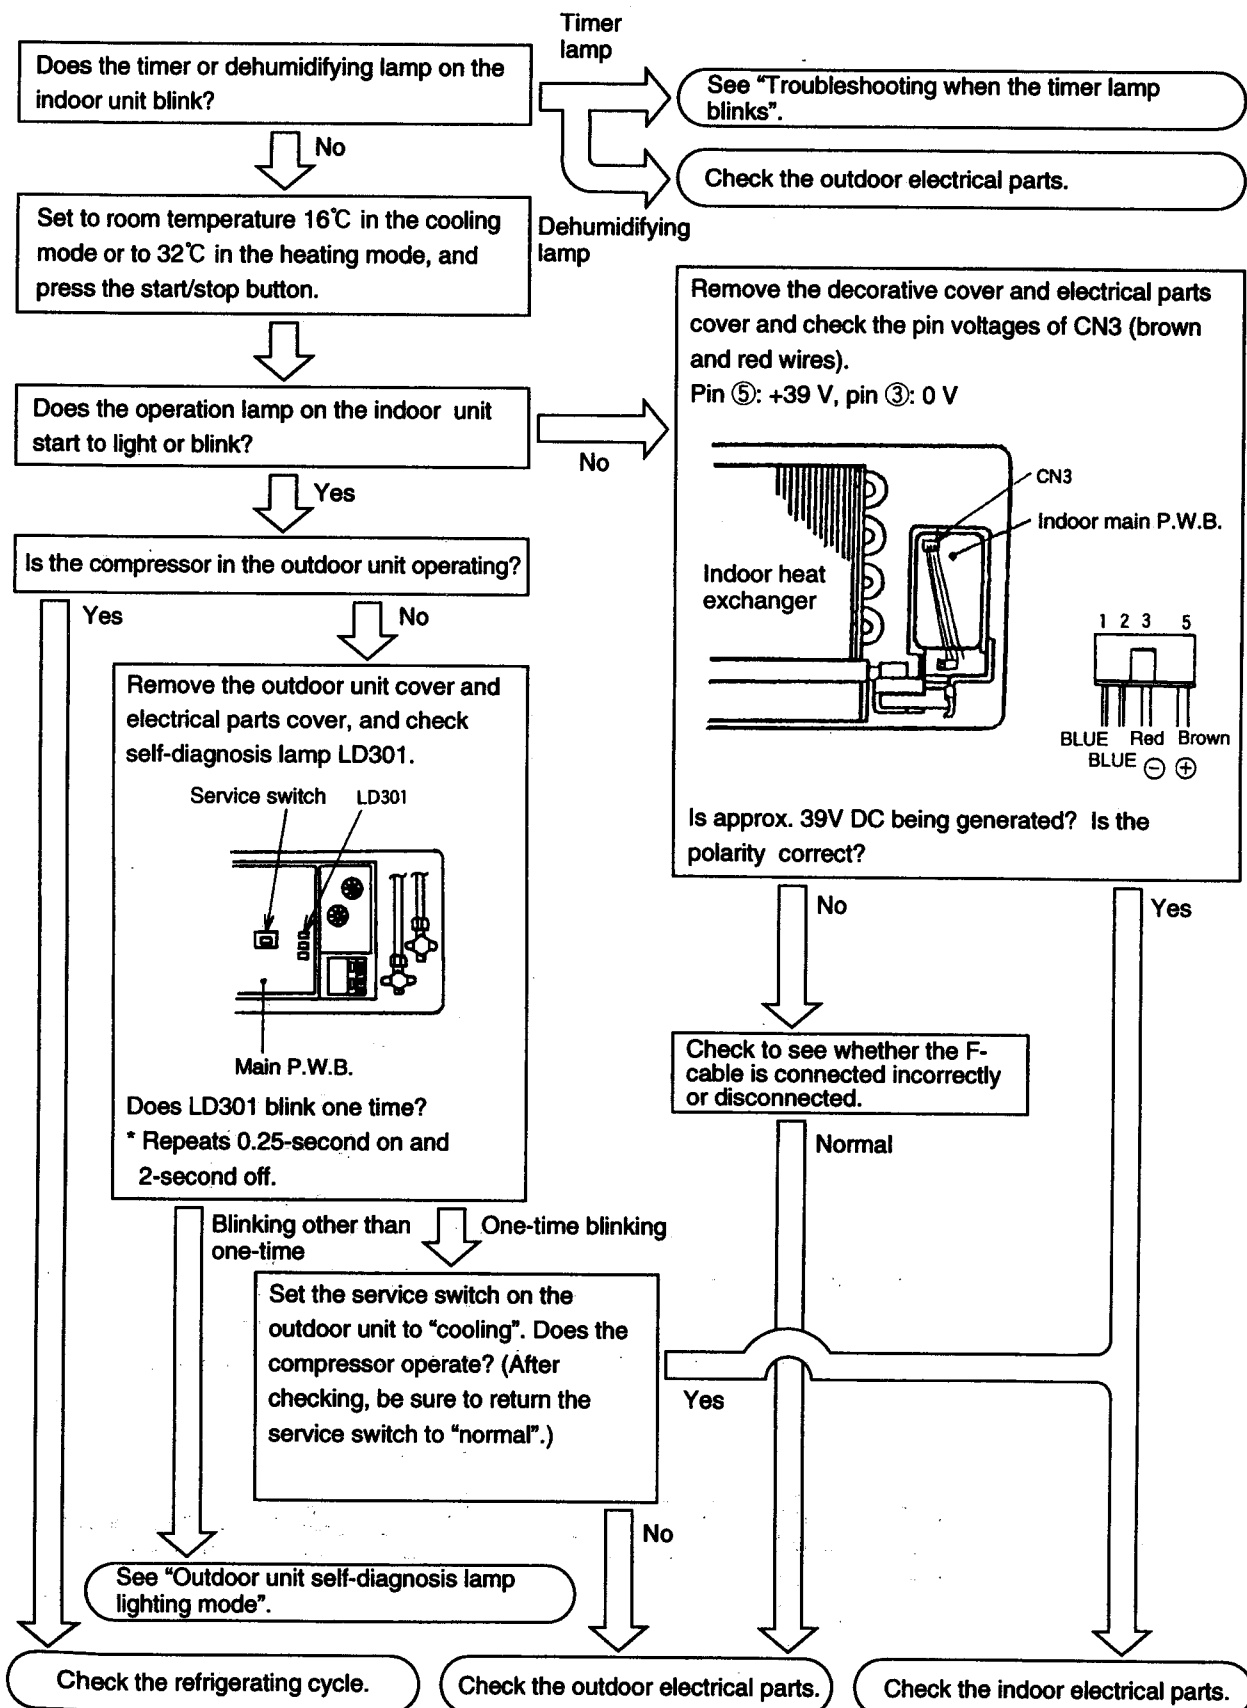 Timer
lamp
Does the timer or dehumidifying lamp on the
indoor unit blink?
See “Troubleshooting when the timer lamp
blinks”.
No
Check the outdoor electrical parts.
Set to room temperature 16℃ in the cooling
mode or to 32℃ in the heating mode, and
press the start/stop button.
Dehumidifying
lamp
Remove the decorative cover and electrical parts
cover and check the pin voltages of CN3 (brown
and red wires).
Pin ⑤: +39 V, pin ③: 0 V
Does the operation lamp on the indoor unit
start to light or blink?
No
CN3
Indoor main P.W.B.
Indoor heat
exchanger
1 2 3 5
BLUE Red Brown
BLUE ⊖ ⊕
Is approx. 39V DC being generated? Is the
polarity correct?
Yes
Is the compressor in the outdoor unit operating?
Yes
No
Remove the outdoor unit cover and
electrical parts cover, and check
self-diagnosis lamp LD301.
Service switch LD301
Main P.W.B.
Does LD301 blink one time?
* Repeats 0.25-second on and
2-second off.
No
Yes
Check to see whether the F-
cable is connected incorrectly
or disconnected.
Normal
Blinking other than
one-time
One-time blinking
Set the service switch on the
outdoor unit to “cooling”. Does the
compressor operate? (After
checking, be sure to return the
service switch to “normal”.)
Yes
No
See “Outdoor unit self-diagnosis lamp
lighting mode”.
Check the refrigerating cycle.
Check the outdoor electrical parts.
Check the indoor electrical parts.